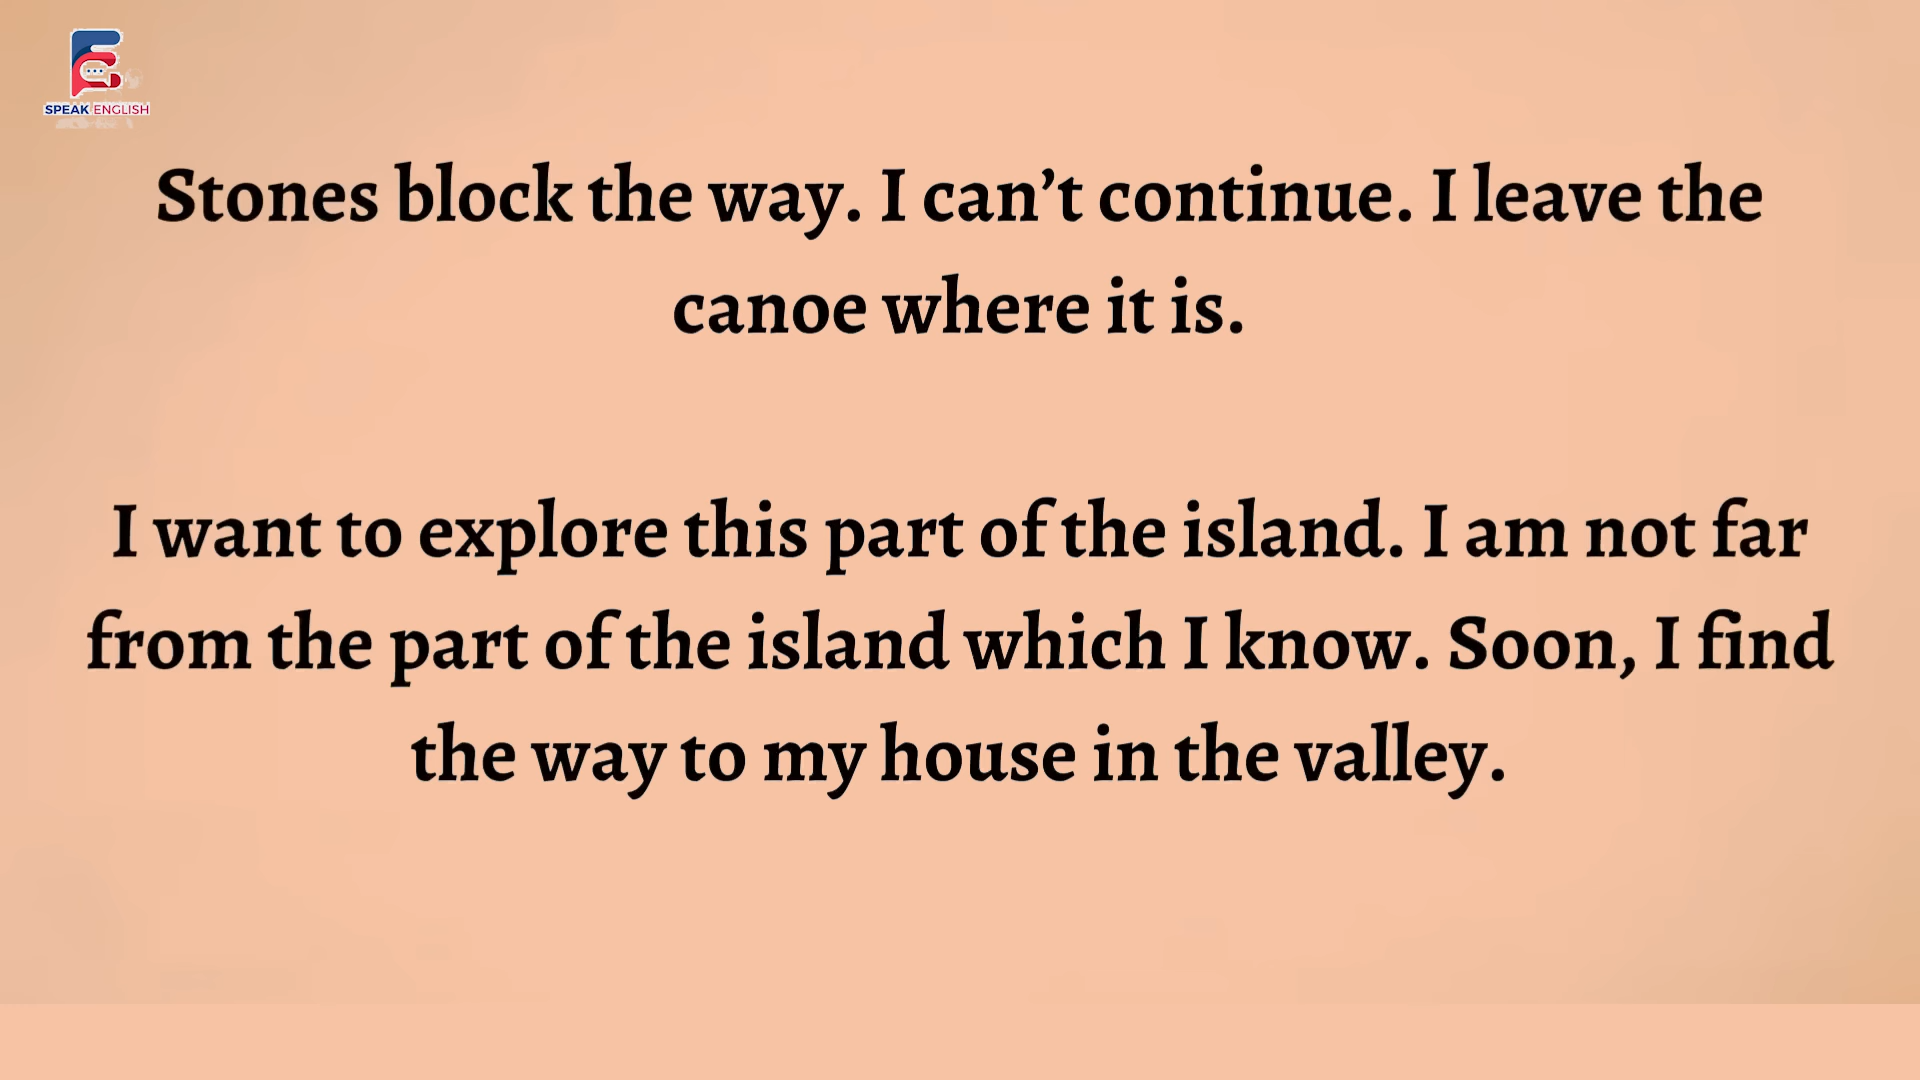 SPEAK ENGLISH
Stones block the way. I can’t continue. I leave the
canoe where it is.
I want to explore this part of the island. I am not far
from the part of the island which I know. Soon, I find
the way to my house in the valley.